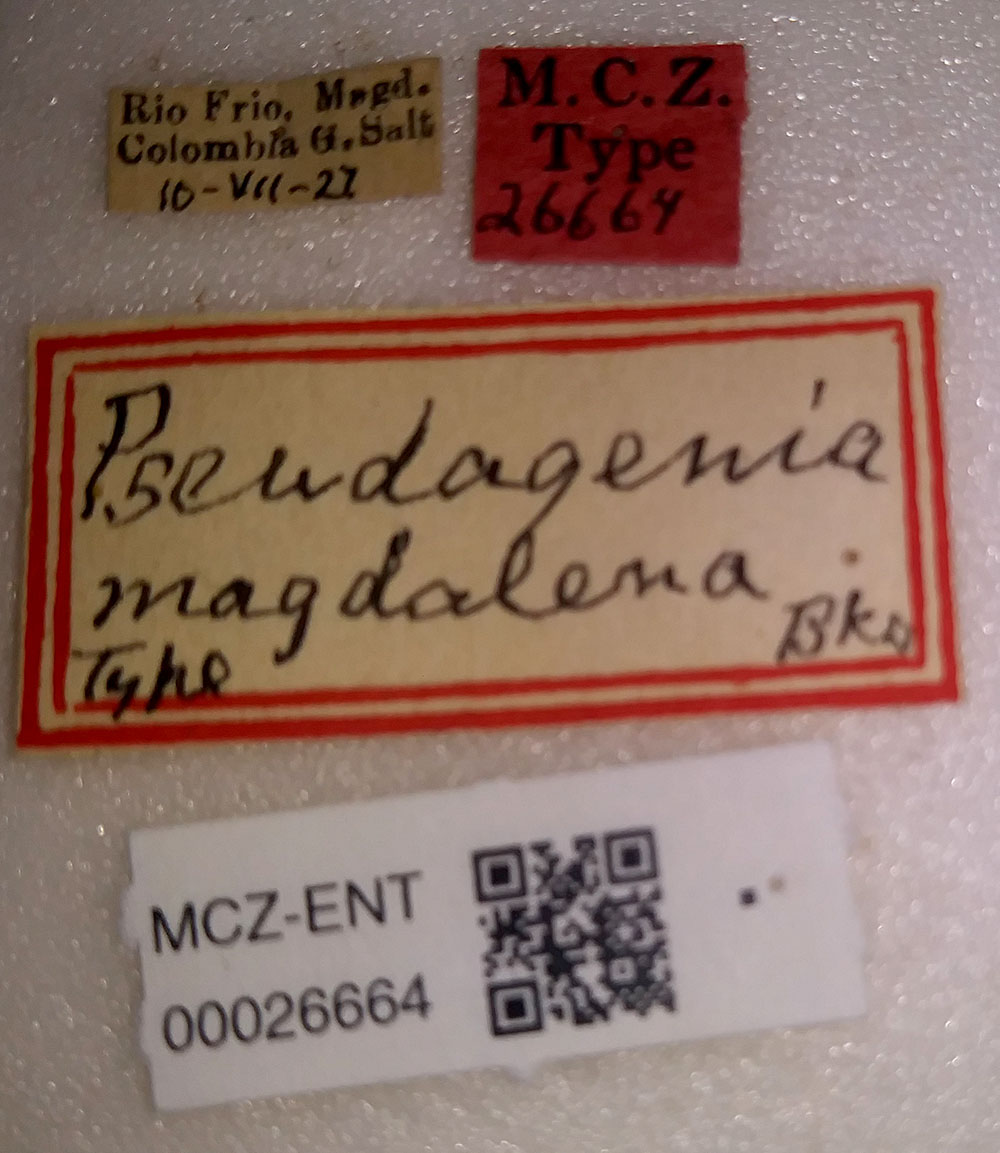 Rio Frio, Magd.
Colombia G. Salt
10-VII-27
M.C.Z.
Type
26664
Pseudagenia
magdalena
Bks
Type
MCZ-ENT
00026664